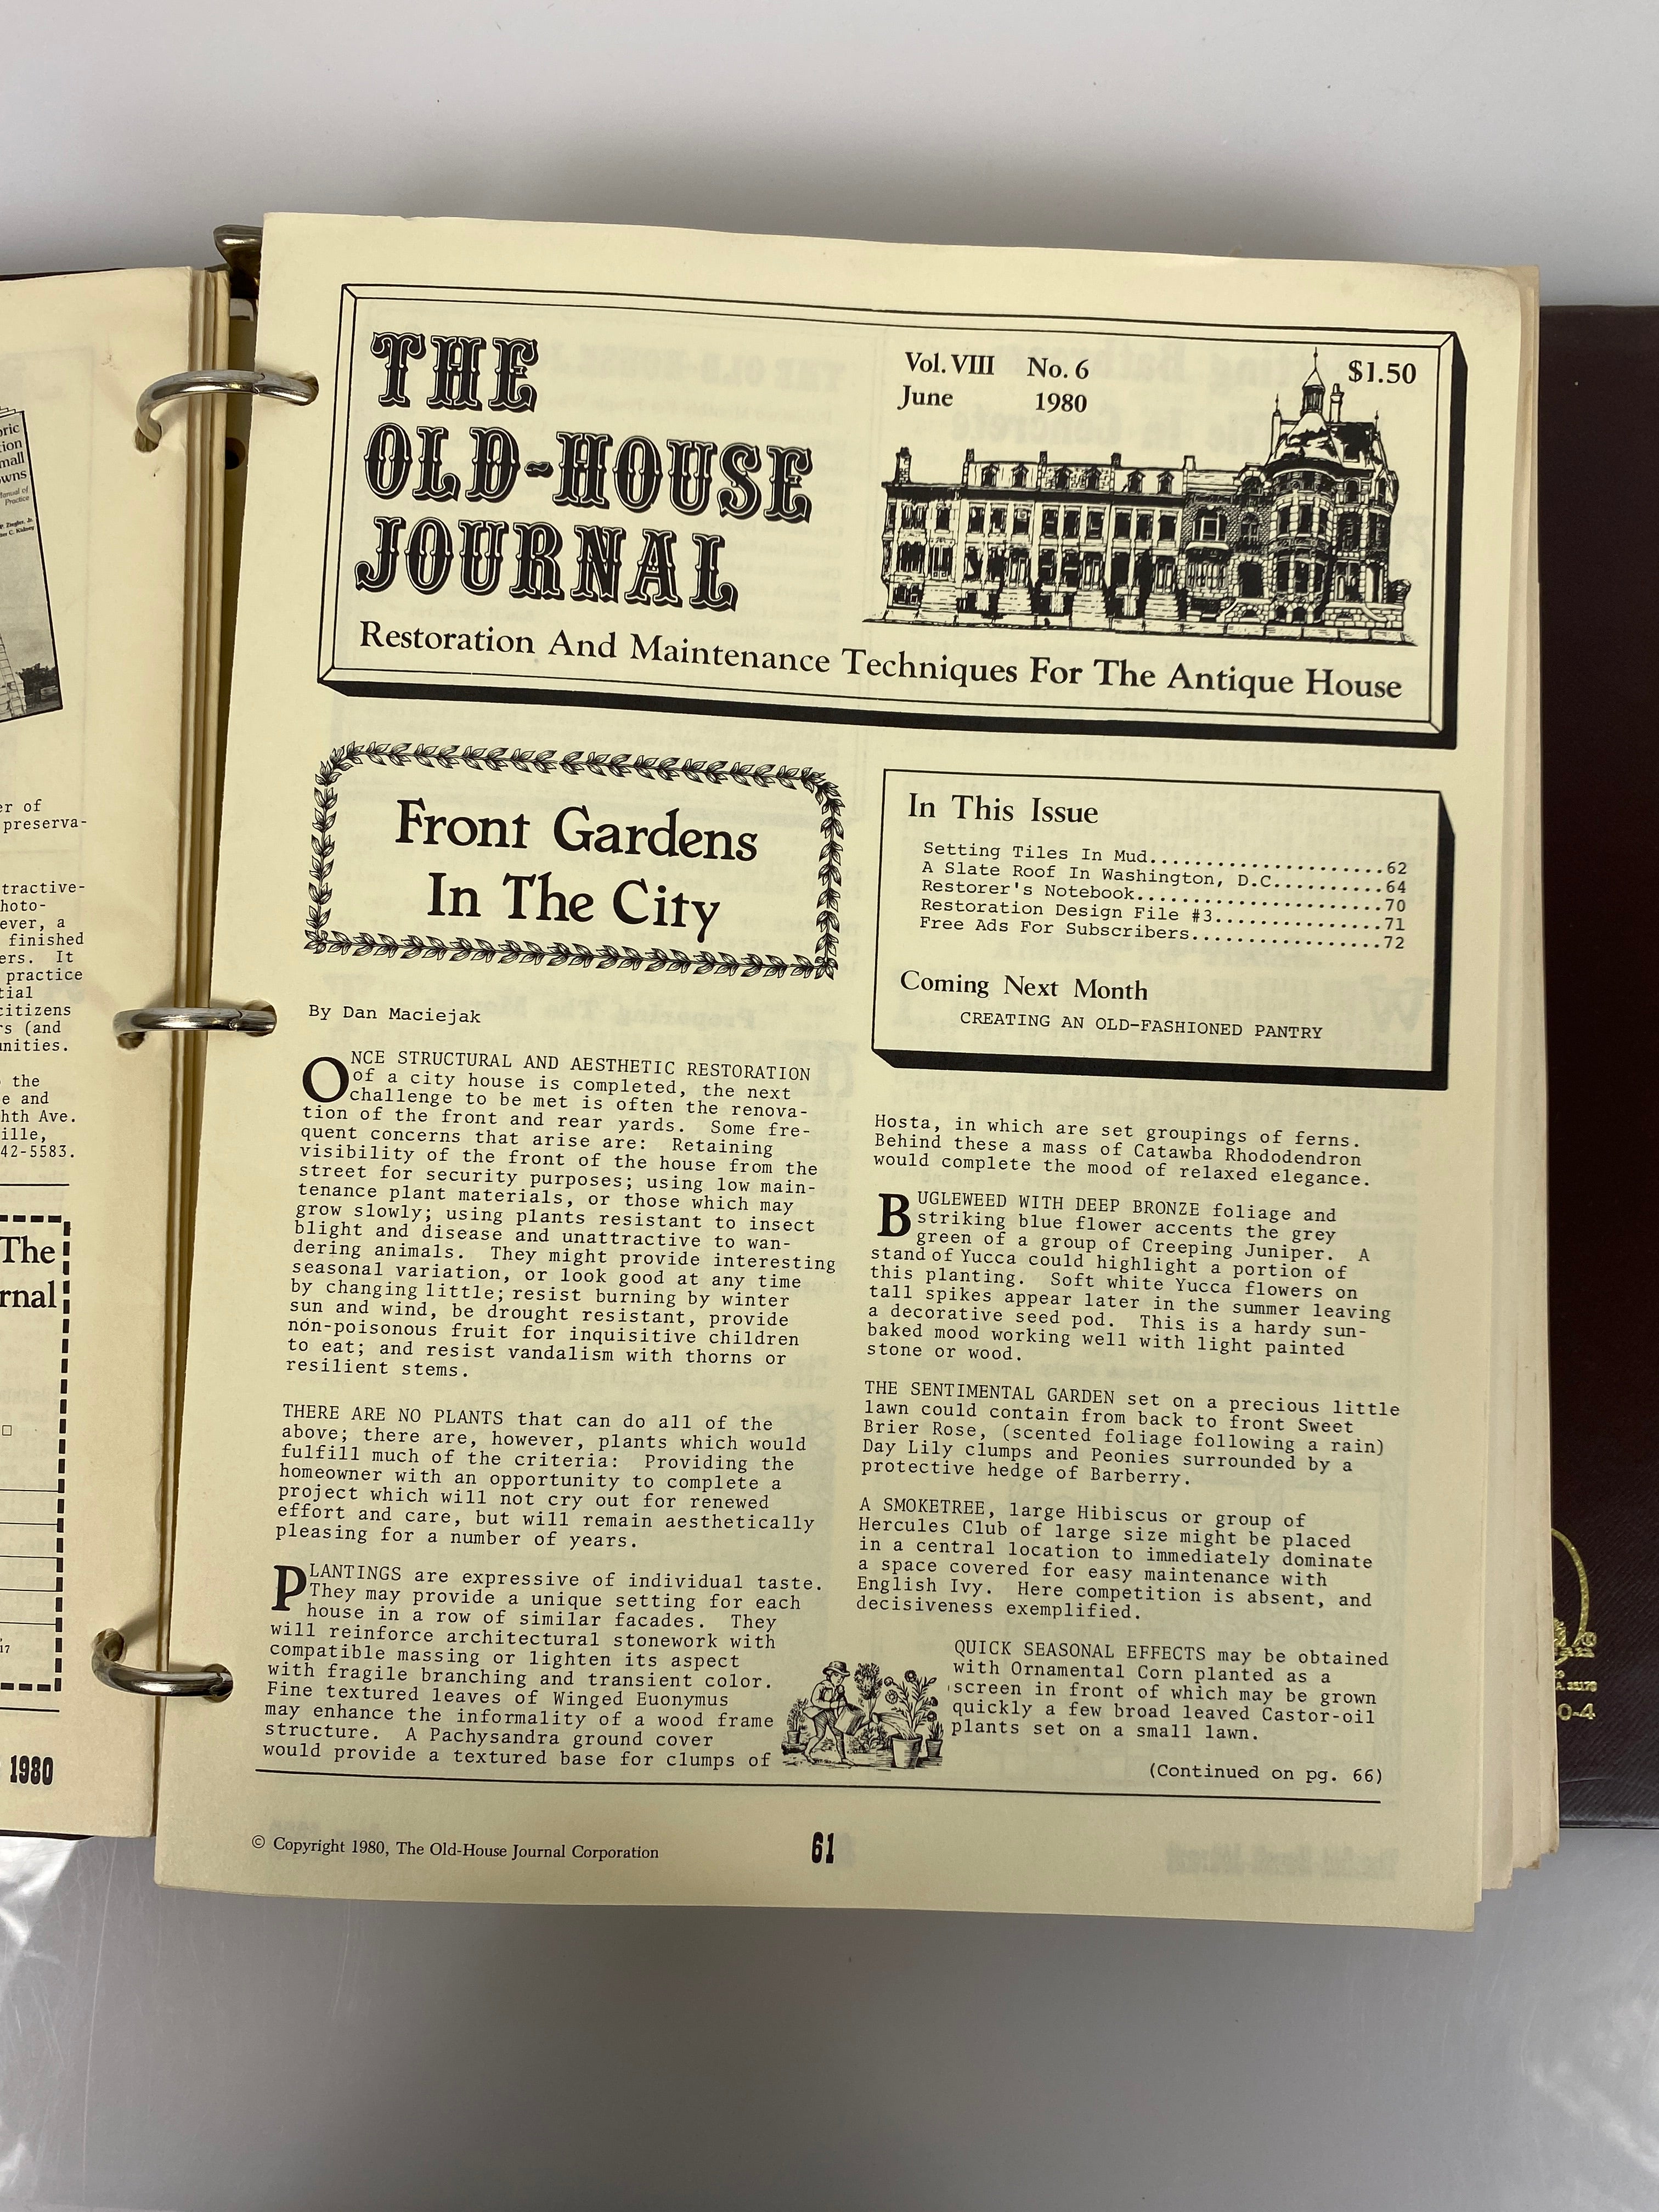 THE
OLD-HOUSE
JOURNAL
Vol. VIII No. 6
June 1980
$1.50
Restoration And Maintenance Techniques For The Antique House
Front Gardens
In The City
In This Issue
Setting Tiles In Mud.....................62
A Slate Roof In Washington, D.C..........64
Restorer's Notebook......................70
Restoration Design File #3...............71
Free Ads For Subscribers.................72
Coming Next Month
CREATING AN OLD-FASHIONED PANTRY
By Dan Maciejak
ONCE STRUCTURAL AND AESTHETIC RESTORATION
of a city house is completed, the next
challenge to be met is often the renova-
tion of the front and rear yards. Some fre-
quent concerns that arise are: Retaining
visibility of the front of the house from the
street for security purposes; using low main-
tenance plant materials, or those which may
grow slowly; using plants resistant to insect
blight and disease and unattractive to wan-
dering animals. They might provide interesting
seasonal variation, or look good at any time
by changing little; resist burning by winter
sun and wind, be drought resistant, provide
non-poisonous fruit for inquisitive children
to eat; and resist vandalism with thorns or
resilient stems.
THERE ARE NO PLANTS that can do all of the
above; there are, however, plants which would
fulfill much of the criteria: Providing the
homeowner with an opportunity to complete a
project which will not cry out for renewed
effort and care, but will remain aesthetically
pleasing for a number of years.
PLANTINGS are expressive of individual taste.
They may provide a unique setting for each
house in a row of similar facades. They
will reinforce architectural stonework with
compatible massing or lighten its aspect
with fragile branching and transient color.
Fine textured leaves of Winged Euonymus
may enhance the informality of a wood frame
structure. A Pachysandra ground cover
would provide a textured base for clumps of
Hosta, in which are set groupings of ferns.
Behind these a mass of Catawba Rhododendron
would complete the mood of relaxed elegance.
BUGLEWEED WITH DEEP BRONZE foliage and
striking blue flower accents the grey
green of a group of Creeping Juniper. A
stand of Yucca could highlight a portion of
this planting. Soft white Yucca flowers on
tall spikes appear later in the summer leaving
a decorative seed pod. This is a hardy sun-
baked mood working well with light painted
stone or wood.
THE SENTIMENTAL GARDEN set on a precious little
lawn could contain from back to front Sweet
Brier Rose, (scented foliage following a rain)
Day Lily clumps and Peonies surrounded by a
protective hedge of Barberry.
A SMOKETREE, large Hibiscus or group of
Hercules Club of large size might be placed
in a central location to immediately dominate
a space covered for easy maintenance with
English Ivy. Here competition is absent, and
decisiveness exemplified.
QUICK SEASONAL EFFECTS may be obtained
with Ornamental Corn planted as a
screen in front of which may be grown
quickly a few broad leaved Castor-oil
plants set on a small lawn.
(Continued on pg. 66)
© Copyright 1980, The Old-House Journal Corporation
61
er of
preserva-
tractive-
hoto-
ever, a
finished
ers. It
practice
tial
citizens
rs (and
unities.
the
e and
hth Ave.
ille,
42-5583.
The
rnal
1980